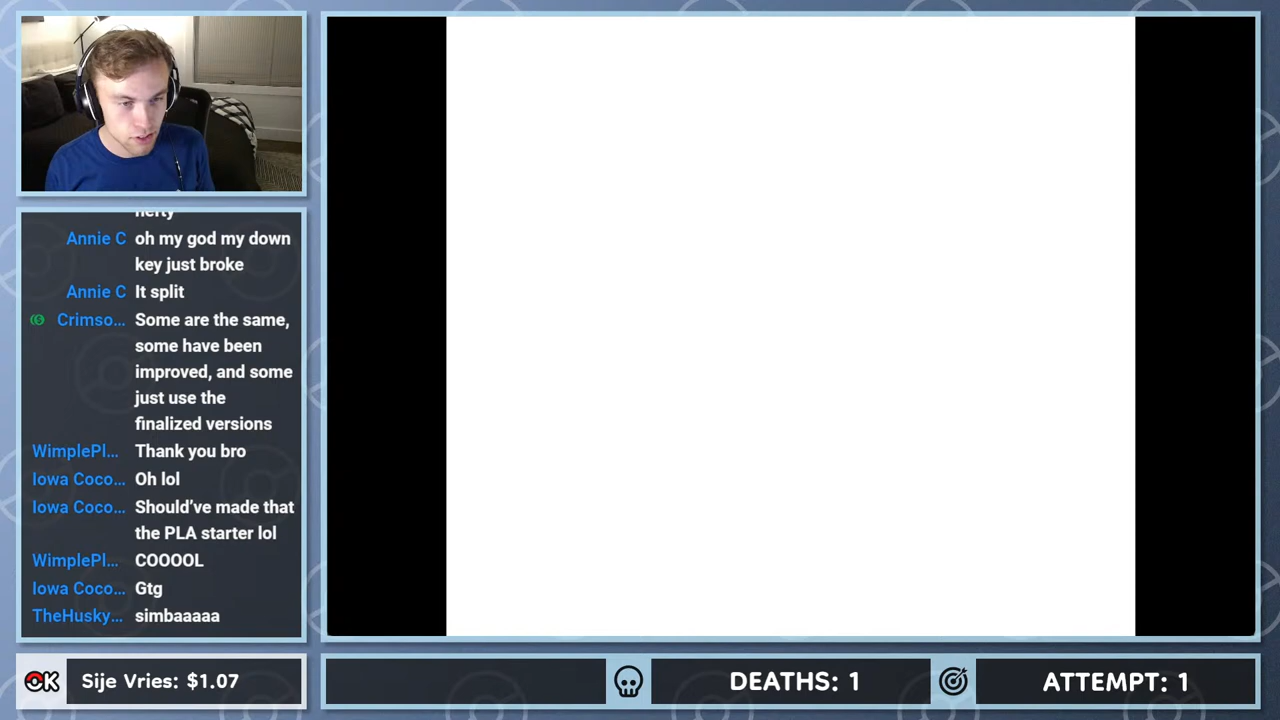 hefty
Annie C oh my god my down
key just broke
Annie C It split
Crimso... Some are the same,
some have been
improved, and some
just use the
finalized versions
WimplePl... Thank you bro
Iowa Coco... Oh lol
Iowa Coco... Should've made that
the PLA starter lol
WimplePl... COOOOL
Iowa Coco... Gtg
TheHusky... simbaaaaa
OK Sije Vries: $1.07
DEATHS: 1
ATTEMPT: 1